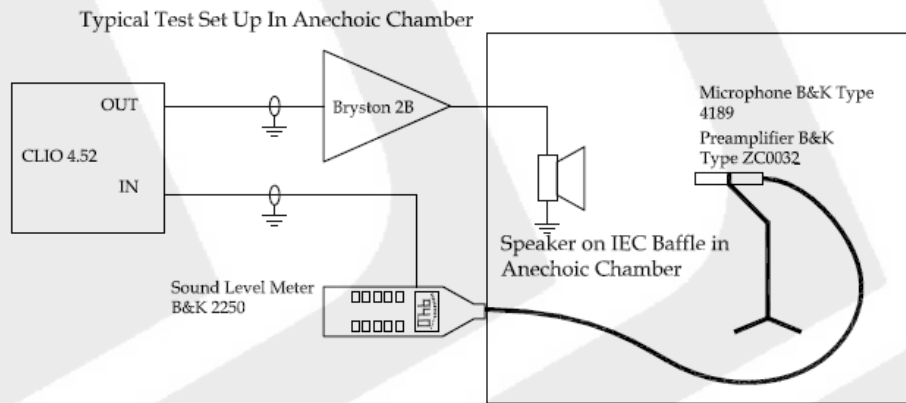 Typical Test Set Up In Anechoic Chamber
OUT
Bryston 2B
CLIO 4.52
IN
Microphone B&K Type
4189
Preamplifier B&K
Type ZC0032
Speaker on IEC Baffle in
Anechoic Chamber
Sound Level Meter
B&K 2250